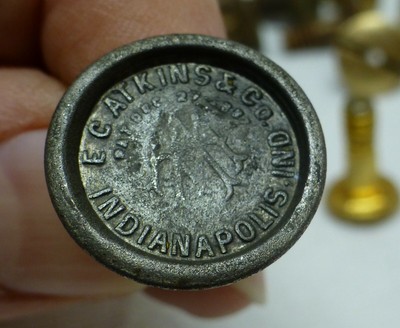 E.C. ATKINS & CO. IND.
INDIANAPOLIS.